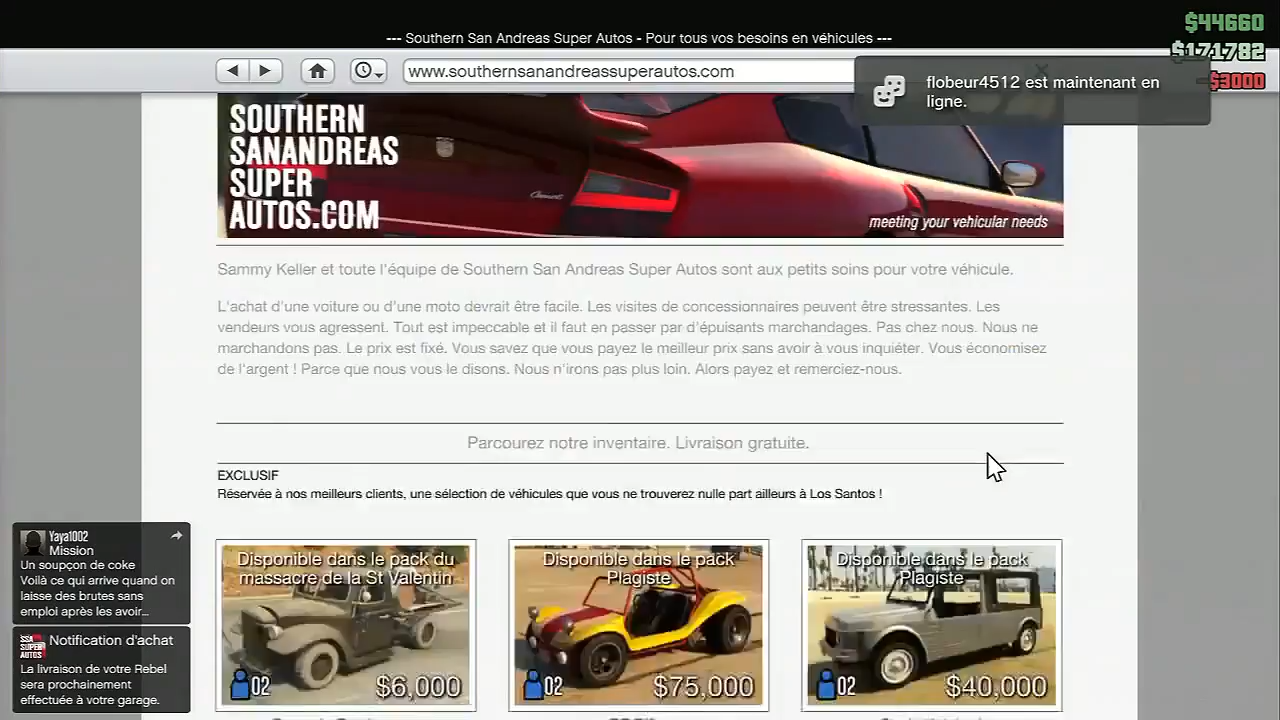 --- Southern San Andreas Super Autos - Pour tous vos besoins en véhicules ---
$44660
$171782
-$3000
www.southernsanandreassuperautos.com
flobeur4512 est maintenant en
ligne.
SOUTHERN
SANANDREAS
SUPER
AUTOS.COM
meeting your vehicular needs
Sammy Keller et toute l'équipe de Southern San Andreas Super Autos sont aux petits soins pour votre véhicule.
L'achat d'une voiture ou d'une moto devrait être facile. Les visites de concessionnaires peuvent être stressantes. Les
vendeurs vous agressent. Tout est impeccable et il faut en passer par d'épuisants marchandages. Pas chez nous. Nous ne
marchandons pas. Le prix est fixé. Vous savez que vous payez le meilleur prix sans avoir à vous inquiéter. Vous économisez
de l'argent ! Parce que nous vous le disons. Nous n'irons pas plus loin. Alors payez et remerciez-nous.
Parcourez notre inventaire. Livraison gratuite.
EXCLUSIF
Réservée à nos meilleurs clients, une sélection de véhicules que vous ne trouverez nulle part ailleurs à Los Santos !
Disponible dans le pack du
massacre de la St Valentin
02
$6,000
Disponible dans le pack
Plagiste
02
$75,000
Disponible dans le pack
Plagiste
02
$40,000
Yaya1002
Mission
Un soupçon de coke
Voilà ce qui arrive quand on
laisse des brutes sans
emploi après les avoir...
SSA
SUPER
AUTOS
Notification d'achat
La livraison de votre Rebel
sera prochainement
effectuée à votre garage.